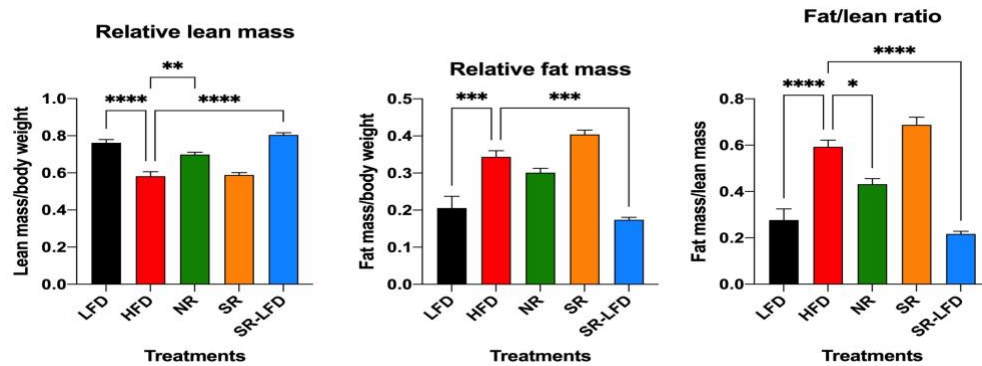 Relative lean mass
**
****
****
Lean mass/body weight
1.0
0.8
0.6
0.4
0.2
0.0
LFD
HFD
NR
SR
SR-LFD
Treatments
Relative fat mass
***
***
Fat mass/body weight
0.5
0.4
0.3
0.2
0.1
0.0
LFD
HFD
NR
SR
SR-LFD
Treatments
Fat/lean ratio
****
****
*
Fat mass/lean mass
0.8
0.6
0.4
0.2
0.0
LFD
HFD
NR
SR
SR-LFD
Treatments